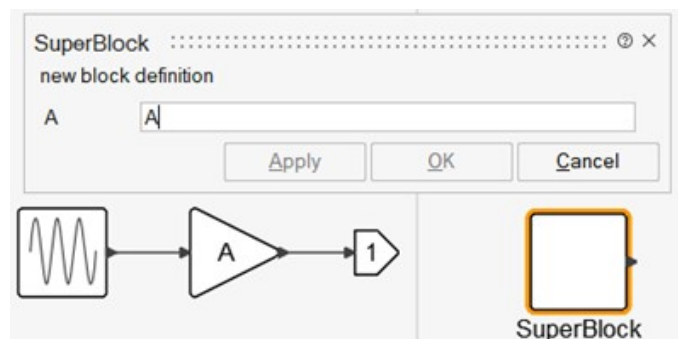 SuperBlock
new block definition
A A
Apply OK Cancel
A 1
SuperBlock